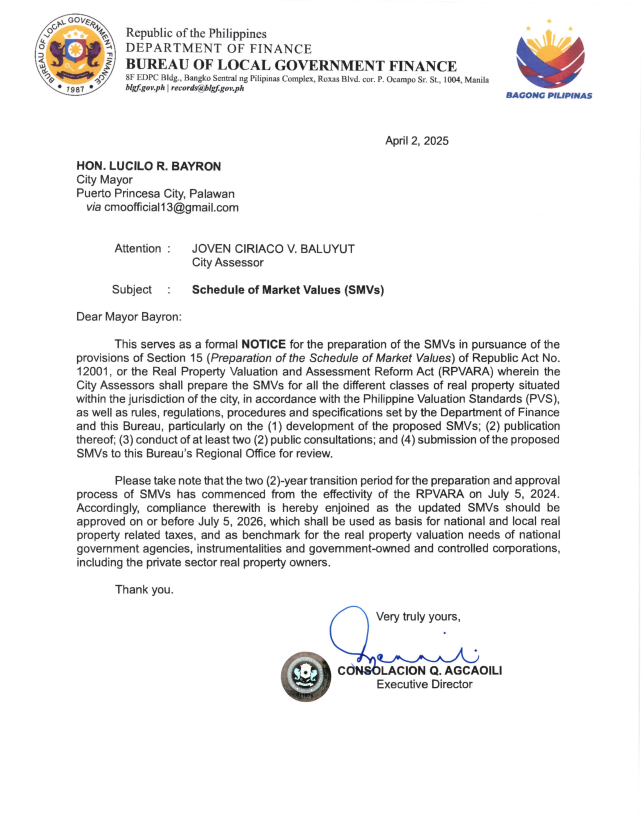 BUREAU OF LOCAL GOVERNMENT FINANCE
1987
Republic of the Philippines
DEPARTMENT OF FINANCE
BUREAU OF LOCAL GOVERNMENT FINANCE
8F EDPC Bldg., Bangko Sentral ng Pilipinas Complex, Roxas Blvd. cor. P. Ocampo Sr. St., 1004, Manila
blgf.gov.ph | records@blgf.gov.ph
BAGONG PILIPINAS
April 2, 2025
HON. LUCILO R. BAYRON
City Mayor
Puerto Princesa City, Palawan
via cmoofficial13@gmail.com
Attention : JOVEN CIRIACO V. BALUYUT
City Assessor
Subject : Schedule of Market Values (SMVs)
Dear Mayor Bayron:
This serves as a formal NOTICE for the preparation of the SMVs in pursuance of the
provisions of Section 15 (Preparation of the Schedule of Market Values) of Republic Act No.
12001, or the Real Property Valuation and Assessment Reform Act (RPVARA) wherein the
City Assessors shall prepare the SMVs for all the different classes of real property situated
within the jurisdiction of the city, in accordance with the Philippine Valuation Standards (PVS),
as well as rules, regulations, procedures and specifications set by the Department of Finance
and this Bureau, particularly on the (1) development of the proposed SMVs; (2) publication
thereof; (3) conduct of at least two (2) public consultations; and (4) submission of the proposed
SMVs to this Bureau's Regional Office for review.
Please take note that the two (2)-year transition period for the preparation and approval
process of SMVs has commenced from the effectivity of the RPVARA on July 5, 2024.
Accordingly, compliance therewith is hereby enjoined as the updated SMVs should be
approved on or before July 5, 2026, which shall be used as basis for national and local real
property related taxes, and as benchmark for the real property valuation needs of national
government agencies, instrumentalities and government-owned and controlled corporations,
including the private sector real property owners.
Thank you.
Very truly yours,
CONSOLACION Q. AGCAOILI
Executive Director